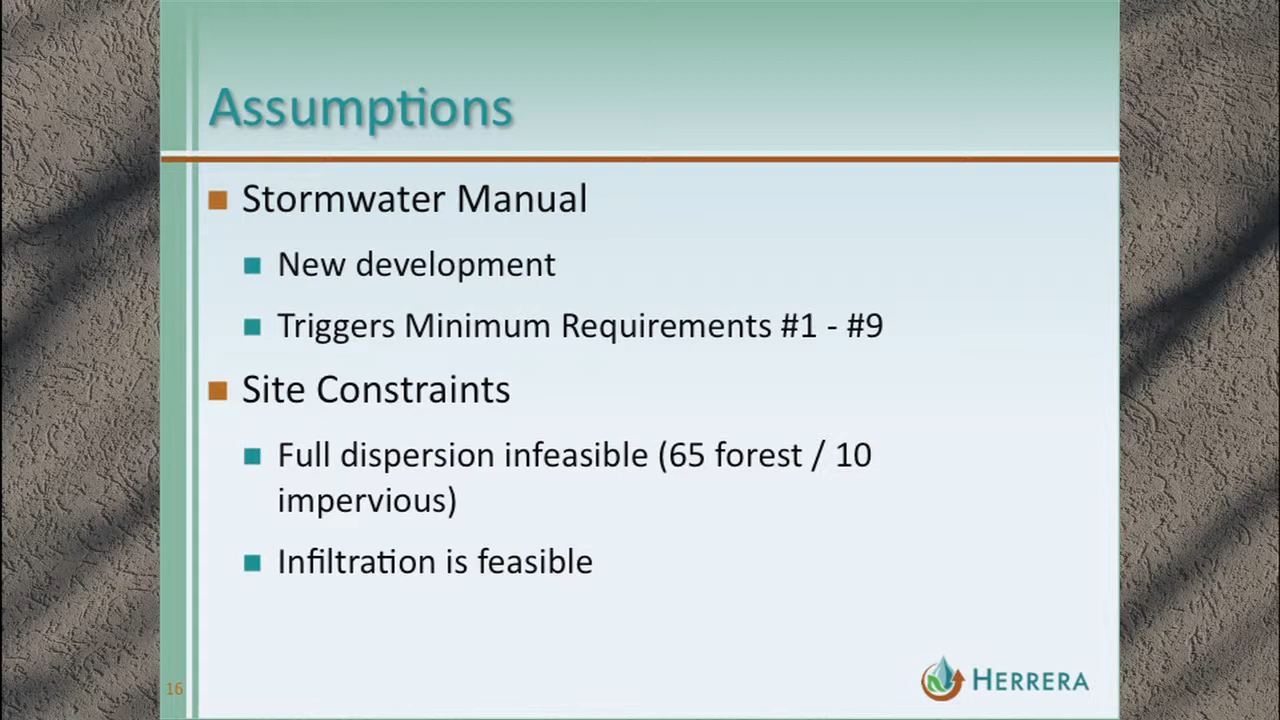 Assumptions
Stormwater Manual
New development
Triggers Minimum Requirements #1 - #9
Site Constraints
Full dispersion infeasible (65 forest / 10
impervious)
Infiltration is feasible
16
HERRERA